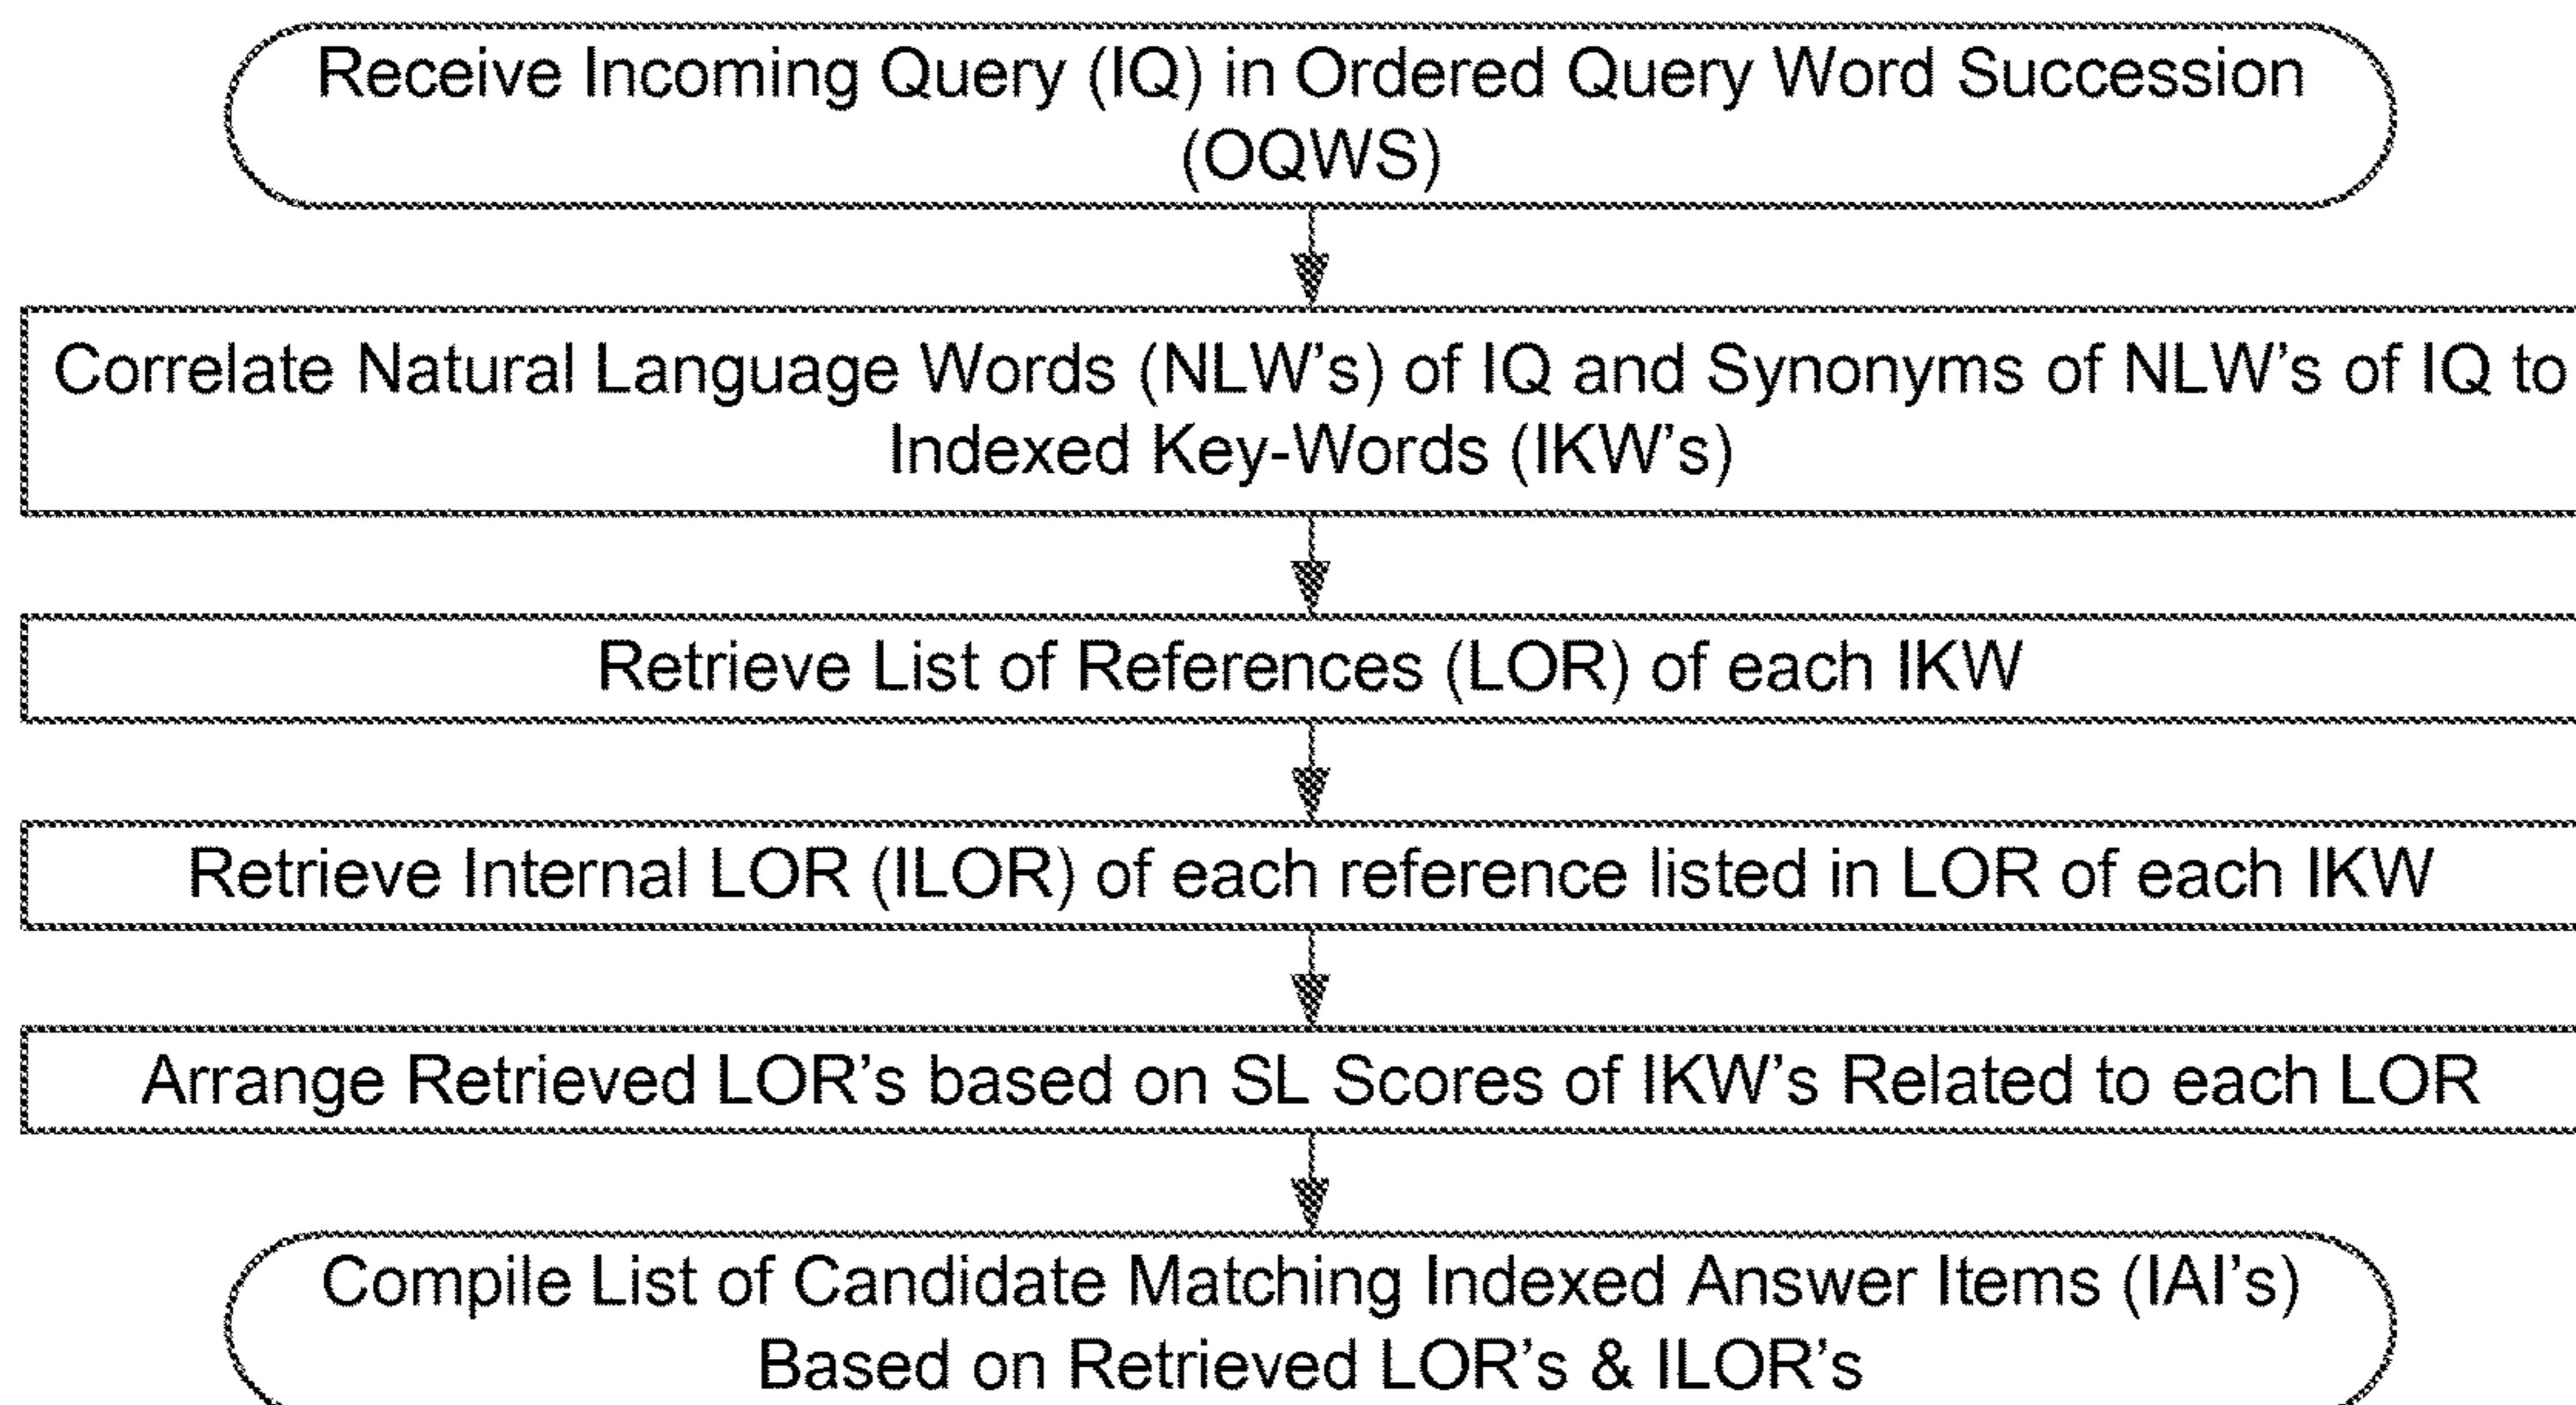 Receive Incoming Query (IQ) in Ordered Query Word Succession
(OQWS)
Correlate Natural Language Words (NLW's) of IQ and Synonyms of NLW's of IQ to
Indexed Key-Words (IKW's)
Retrieve List of References (LOR) of each IKW
Retrieve Internal LOR (ILOR) of each reference listed in LOR of each IKW
Arrange Retrieved LOR's based on SL Scores of IKW's Related to each LOR
Compile List of Candidate Matching Indexed Answer Items (IAI's)
Based on Retrieved LOR's & ILOR's